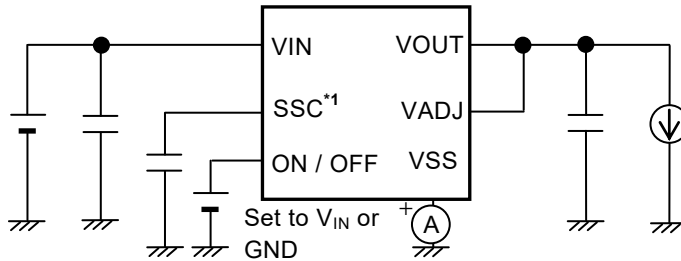 VIN
VOUT
SSC*1
VADJ
ON / OFF
VSS
Set to VIN or
GND
+
A